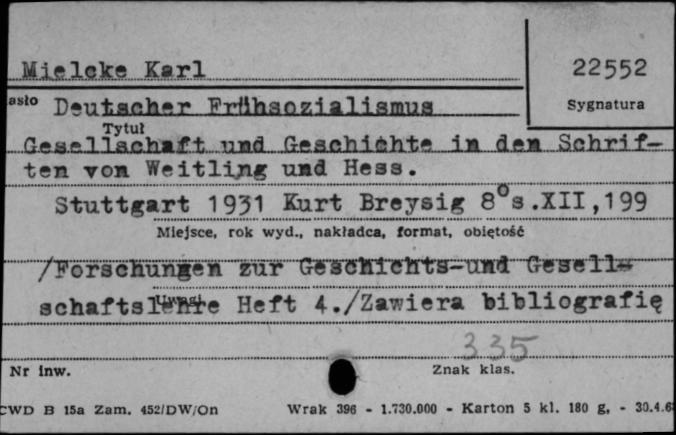 Mielcke Karl
22552
asło Deutscher Frühsozialismus
Sygnatura
Tytuł
Gesellschaft und Geschichte in den Schrif-
ten von Weitling und Hess.
Stuttgart 1931 Kurt Breysig 8° s.XII,199
Miejsce, rok wyd., nakładca, format, objętość
/Forschungen zur Geschichts-und Gesell-
schaftslehre Heft 4./Zawiera bibliografię
Uwagi
335
Nr inw.
Znak klas.
CWD B 15a Zam. 452/DW/On
Wrak 396 - 1.730.000 - Karton 5 kl. 180 g, - 30.4.6